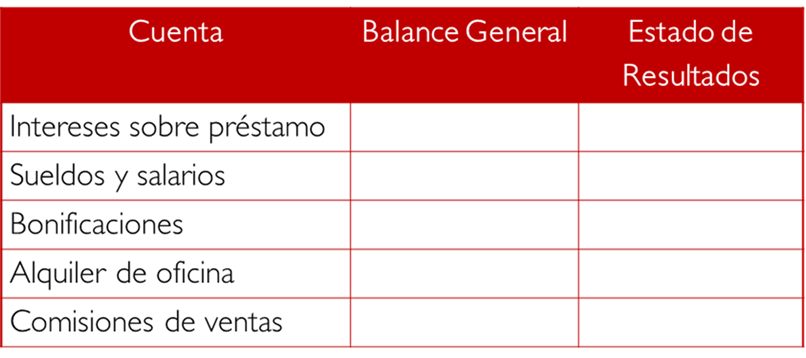 Cuenta Balance General Estado de
Resultados
Intereses sobre préstamo
Sueldos y salarios
Bonificaciones
Alquiler de oficina
Comisiones de ventas